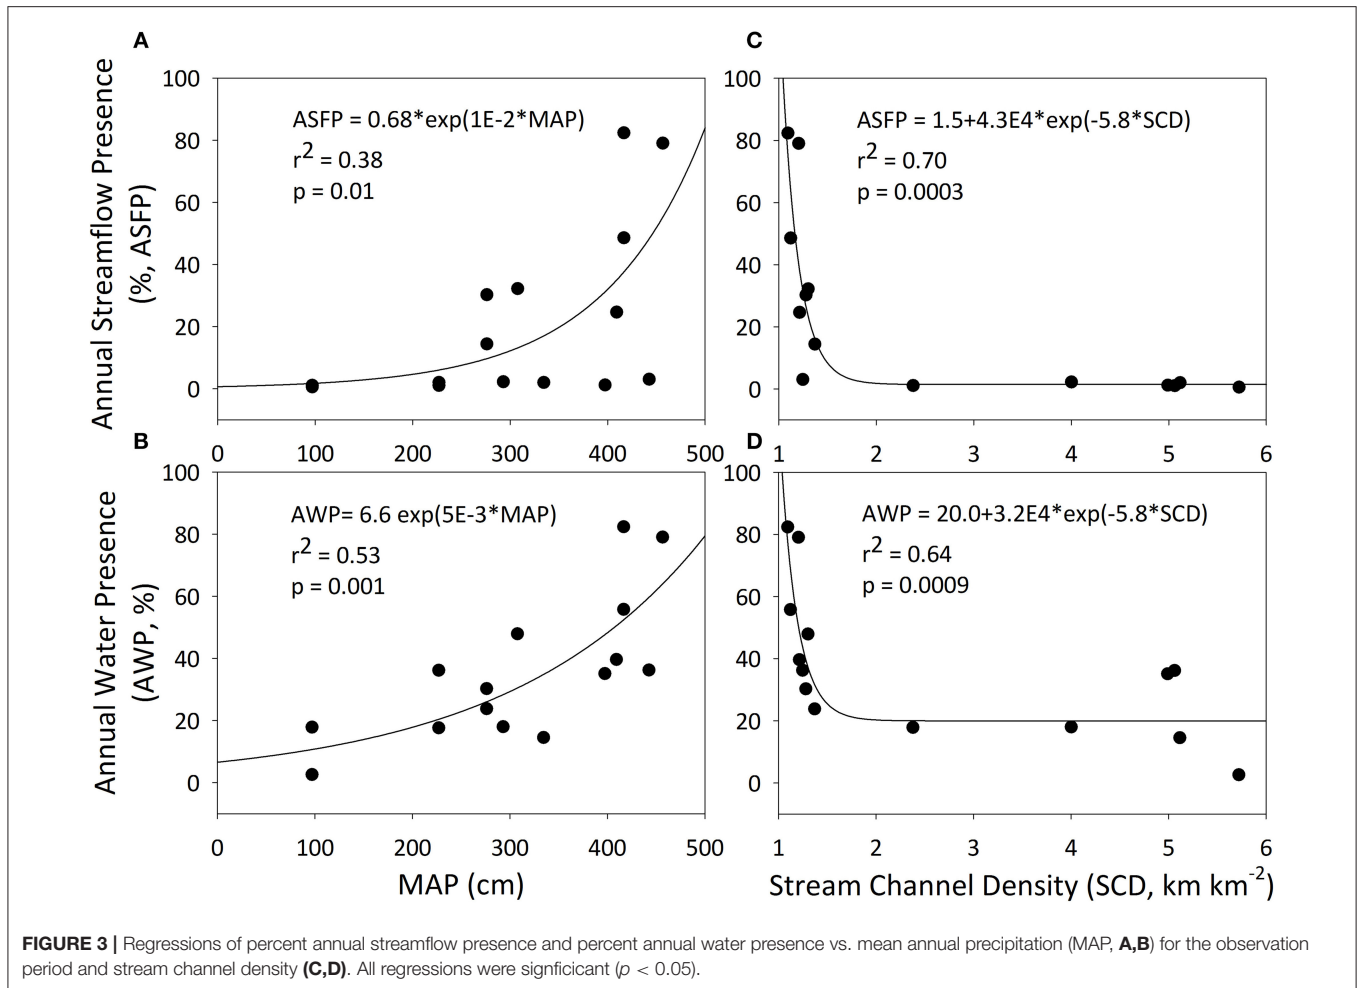 A
Annual Streamflow Presence
(%, ASFP)
100
80
60
40
20
0
ASFP = 0.68*exp(1E-2*MAP)
r2 = 0.38
p = 0.01
0 100 200 300 400 500
C
100
80
60
40
20
0
ASFP = 1.5+4.3E4*exp(-5.8*SCD)
r2 = 0.70
p = 0.0003
1 2 3 4 5 6
B
Annual Water Presence
(AWP, %)
100
80
60
40
20
0
AWP= 6.6 exp(5E-3*MAP)
r2 = 0.53
p = 0.001
0 100 200 300 400 500
MAP (cm)
D
100
80
60
40
20
0
AWP = 20.0+3.2E4*exp(-5.8*SCD)
r2 = 0.64
p = 0.0009
1 2 3 4 5 6
Stream Channel Density (SCD, km km-2)
FIGURE 3 | Regressions of percent annual streamflow presence and percent annual water presence vs. mean annual precipitation (MAP, A,B) for the observation
period and stream channel density (C,D). All regressions were signficicant (p < 0.05).